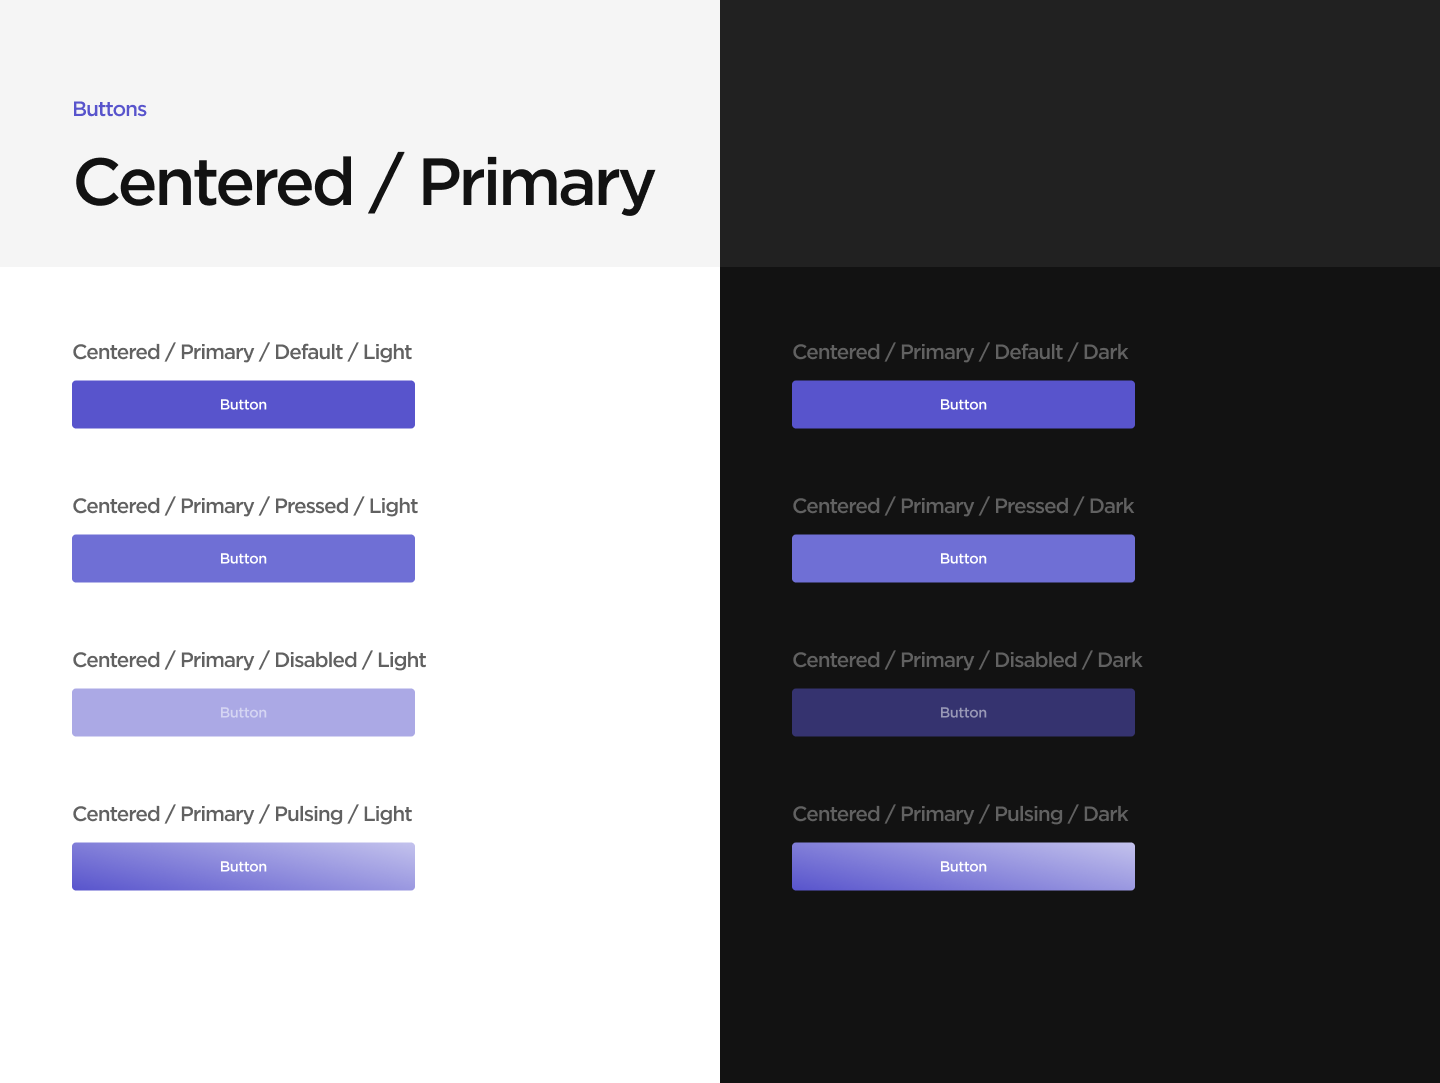 Buttons
Centered / Primary
Centered / Primary / Default / Light
Button
Centered / Primary / Pressed / Light
Button
Centered / Primary / Disabled / Light
Button
Centered / Primary / Pulsing / Light
Button
Centered / Primary / Default / Dark
Button
Centered / Primary / Pressed / Dark
Button
Centered / Primary / Disabled / Dark
Button
Centered / Primary / Pulsing / Dark
Button